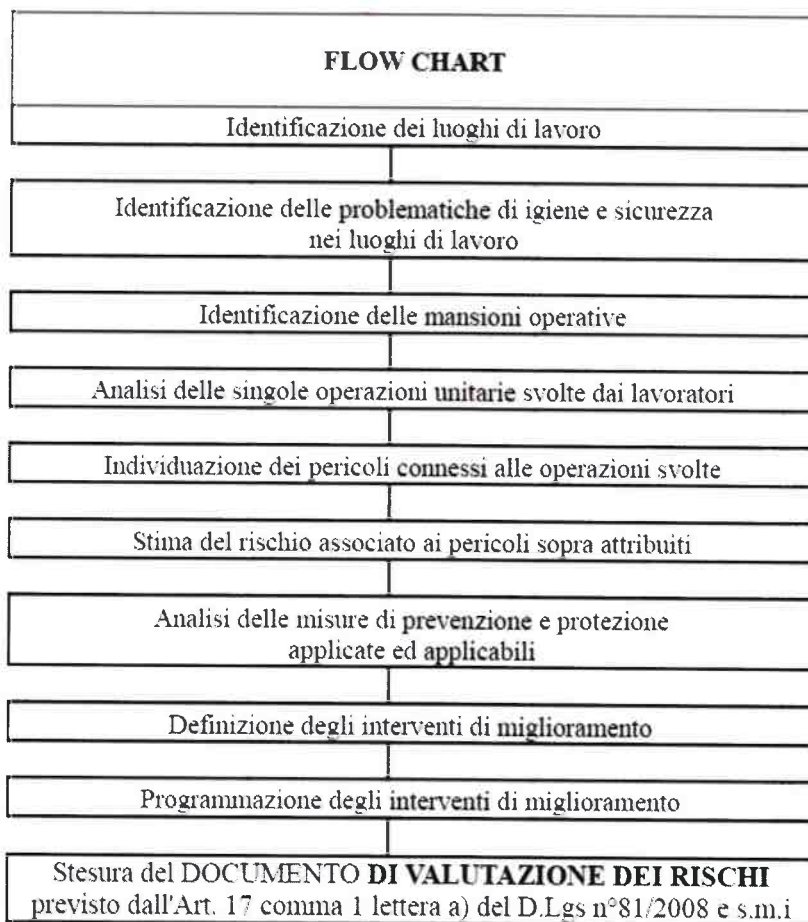 FLOW CHART
Identificazione dei luoghi di lavoro
Identificazione delle problematiche di igiene e sicurezza
nei luoghi di lavoro
Identificazione delle mansioni operative
Analisi delle singole operazioni unitarie svolte dai lavoratori
Individuazione dei pericoli connessi alle operazioni svolte
Stima del rischio associato ai pericoli sopra attribuiti
Analisi delle misure di prevenzione e protezione
applicate ed applicabili
Definizione degli interventi di miglioramento
Programmazione degli interventi di miglioramento
Stesura del DOCUMENTO DI VALUTAZIONE DEI RISCHI
previsto dall'Art. 17 comma 1 lettera a) del D.Lgs n°81/2008 e s.m.i